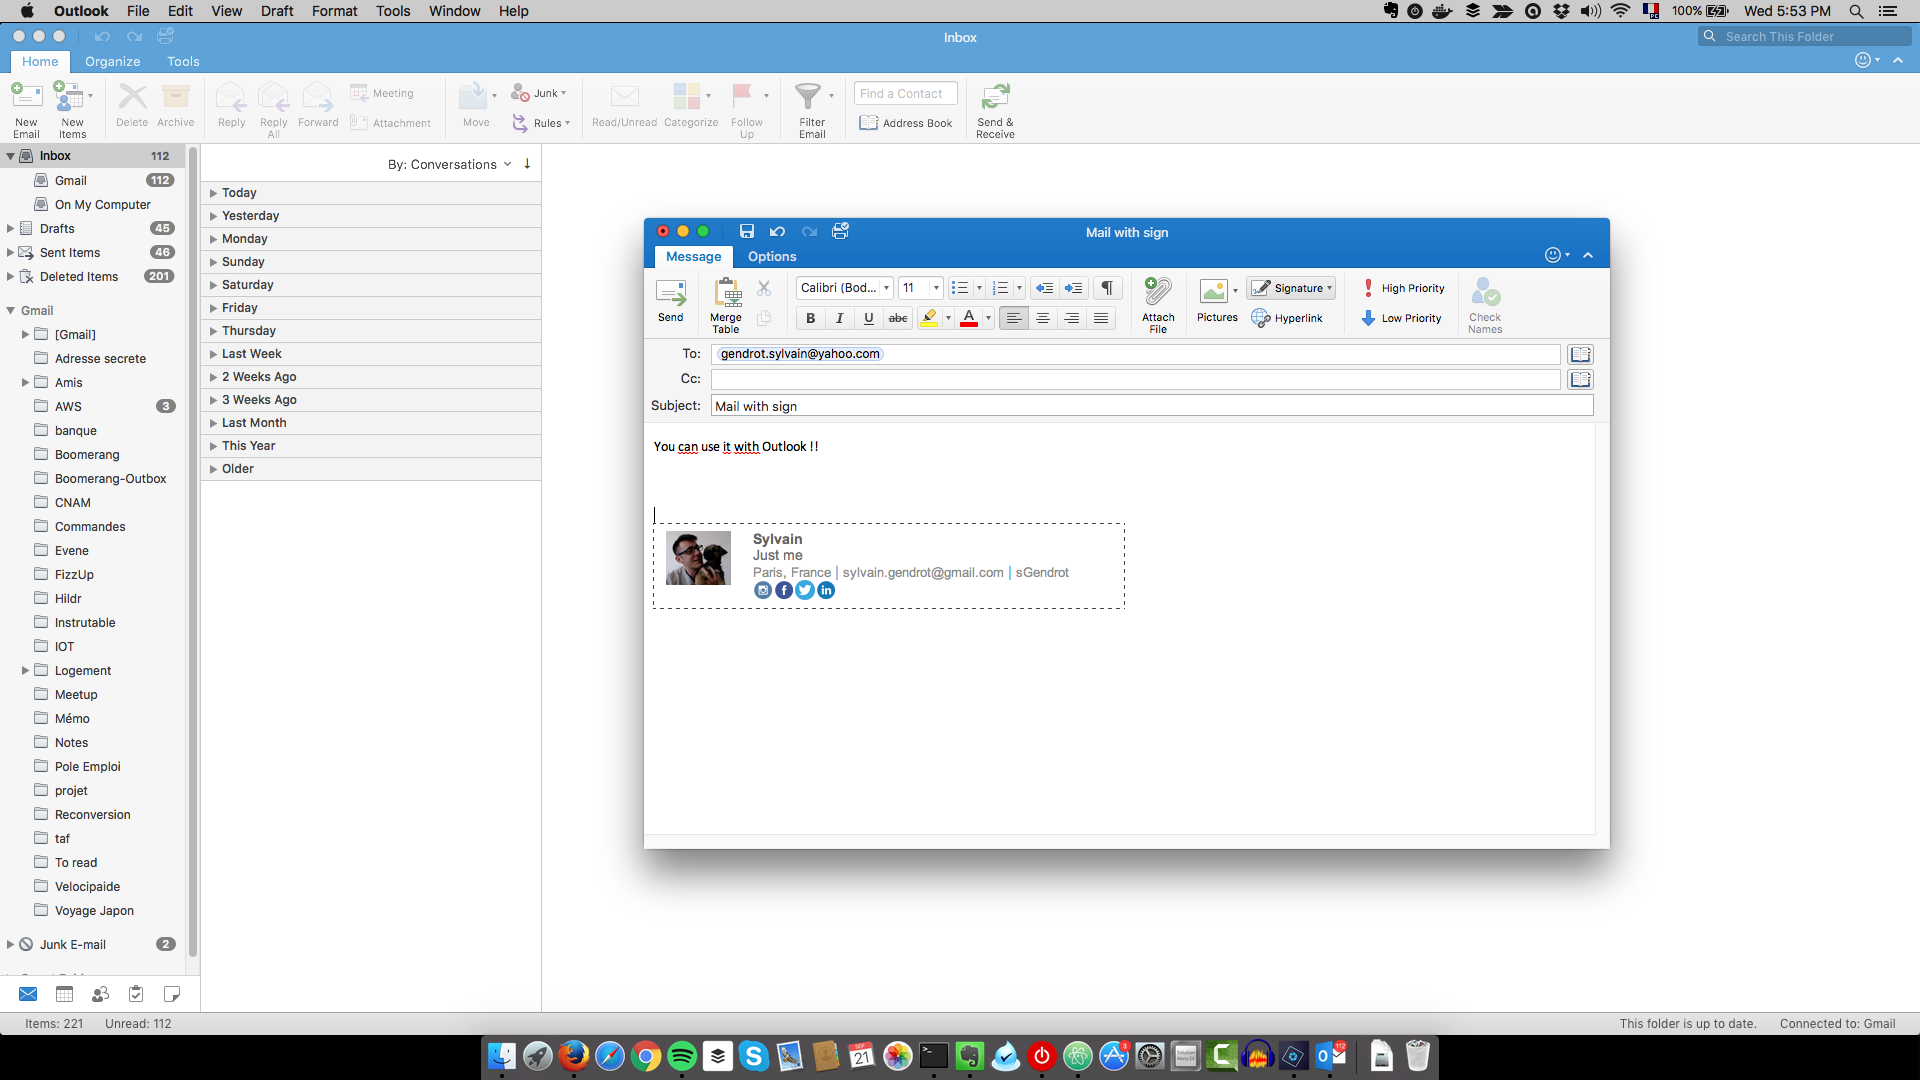 Outlook File Edit View Draft Format Tools Window Help
100% Wed 5:53 PM
Inbox
Search This Folder
Home Organize Tools
New Email
New Items
Delete
Archive
Reply
Reply All
Forward
Meeting
Attachment
Move
Junk
Rules
Read/Unread
Categorize
Follow Up
Filter Email
Find a Contact
Address Book
Send & Receive
Inbox 112
Gmail 112
On My Computer
Drafts 45
Sent Items 46
Deleted Items 201
Gmail
[Gmail]
Adresse secrete
Amis
AWS 3
banque
Boomerang
Boomerang-Outbox
CNAM
Commandes
Evene
FizzUp
Hildr
Instrutable
IOT
Logement
Meetup
Mémo
Notes
Pole Emploi
projet
Reconversion
taf
To read
Velocipaide
Voyage Japon
Junk E-mail 2
By: Conversations
Today
Yesterday
Monday
Sunday
Saturday
Friday
Thursday
Last Week
2 Weeks Ago
3 Weeks Ago
Last Month
This Year
Older
Mail with sign
Message Options
Send
Merge Table
Calibri (Bod... 11
B I U abc A
Attach File
Pictures
Signature
Hyperlink
High Priority
Low Priority
Check Names
To: gendrot.sylvain@yahoo.com
Cc:
Subject: Mail with sign
You can use it with Outlook !!
Sylvain
Just me
Paris, France | sylvain.gendrot@gmail.com | sGendrot
f in
Items: 221 Unread: 112
This folder is up to date. Connected to: Gmail
SEP
21
3
112